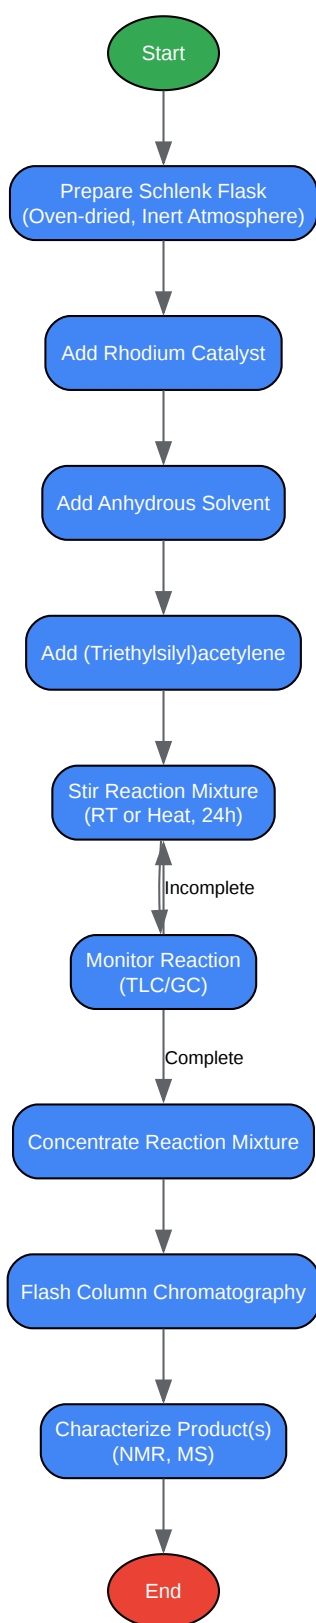 Start
Prepare Schlenk Flask
(Oven-dried, Inert Atmosphere)
Add Rhodium Catalyst
Add Anhydrous Solvent
Add (Triethylsilyl)acetylene
Stir Reaction Mixture
(RT or Heat, 24h)
Incomplete
Monitor Reaction
(TLC/GC)
Complete
Concentrate Reaction Mixture
Flash Column Chromatography
Characterize Product(s)
(NMR, MS)
End